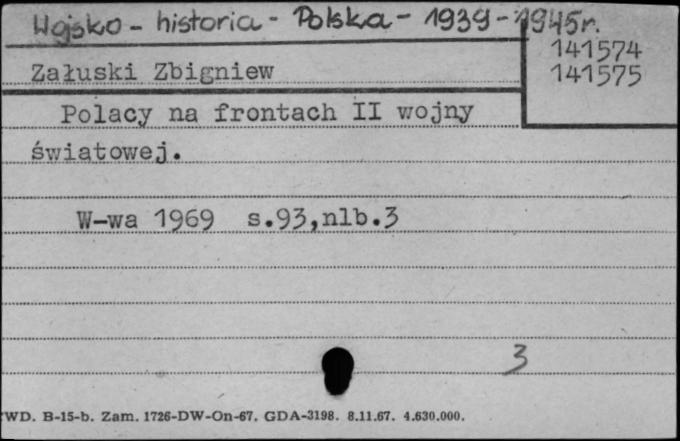 Wojsko - historia - Polska - 1939 - 1945r.
141574
Załuski Zbigniew
141575
Polacy na frontach II wojny
światowej.
W-wa 1969 s.93,nlb.3
3
WD. B-15-b. Zam. 1726-DW-On-67. GDA-3198. 8.11.67. 4.630.000.